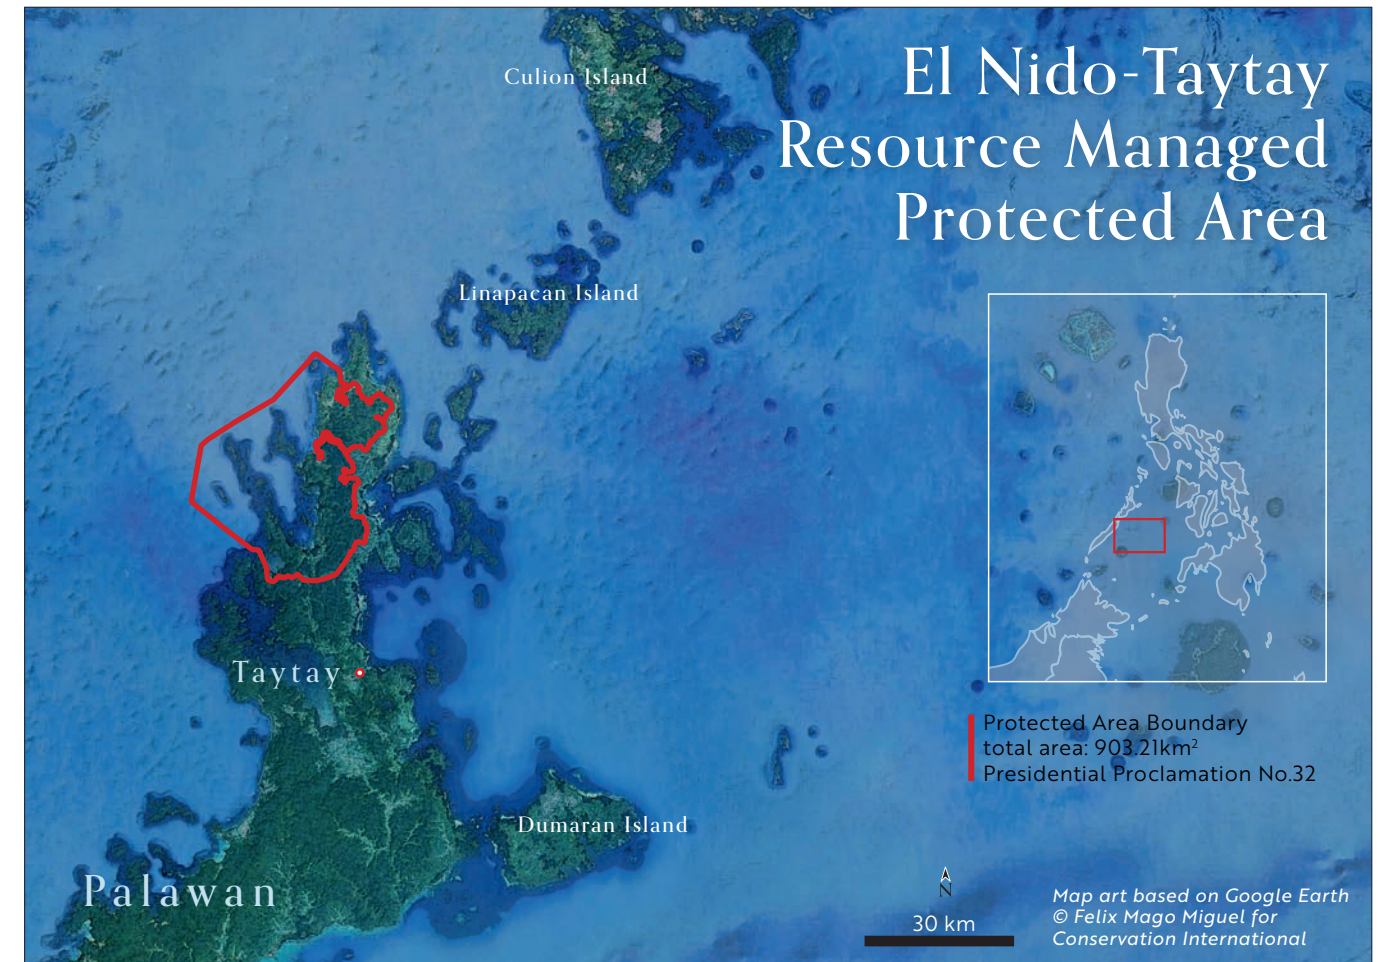 El Nido-Taytay
Resource Managed
Protected Area
Culion Island
Linapacan Island
Taytay
Dumaran Island
Palawan
Protected Area Boundary
total area: 903.21km²
Presidential Proclamation No.32
N
30 km
Map art based on Google Earth
© Felix Mago Miguel for
Conservation International